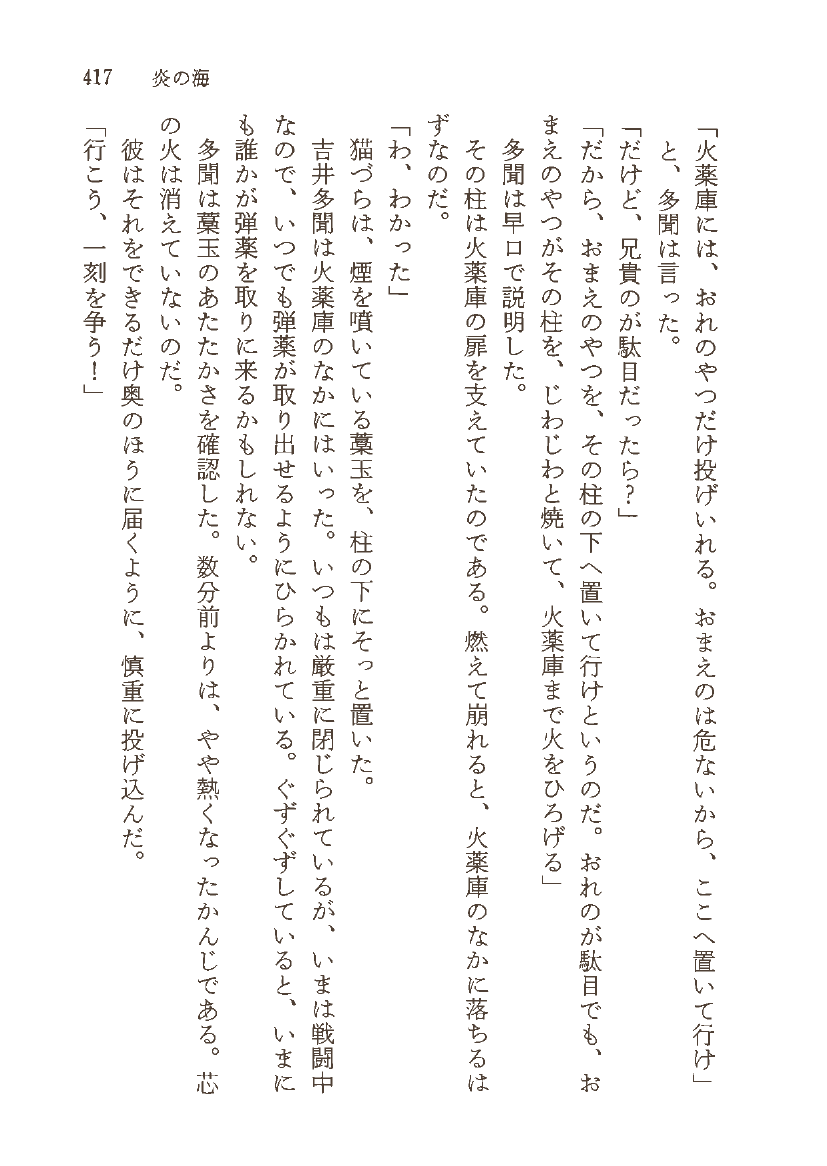 417 炎の海
「火薬庫には、おれのやつだけ投げいれる。おまえのは危ないから、ここへ置いて行け」
と、多聞は言った。
「だけど、兄貴のが駄目だったら？」
「だから、おまえのやつを、その柱の下へ置いて行けというのだ。おれのが駄目でも、お
まえのやつがその柱を、じわじわと焼いて、火薬庫まで火をひろげる」
多聞は早口で説明した。
その柱は火薬庫の扉を支えていたのである。燃えて崩れると、火薬庫のなかに落ちるは
ずなのだ。
「わ、わかった」
猫づらは、煙を噴いている藁玉を、柱の下にそっと置いた。
吉井多聞は火薬庫のなかにはいった。いつもは厳重に閉じられているが、いまは戦闘中
なので、いつでも弾薬が取り出せるようにひらかれている。ぐずぐずしていると、いまに
も誰かが弾薬を取りに来るかもしれない。
多聞は藁玉のあたたかさを確認した。数分前よりは、やや熱くなったかんじである。芯
の火は消えていないのだ。
彼はそれをできるだけ奥のほうに届くように、慎重に投げ込んだ。
「行こう、一刻を争う！」